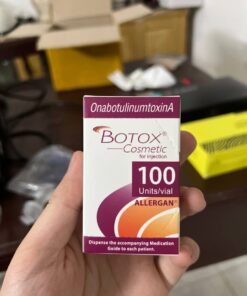 OnabotulinumtoxinA
BOTOX®
Cosmetic
for injection
100
Units/vial
ALLERGAN®
Dispense the accompanying Medication
Guide to each patient.